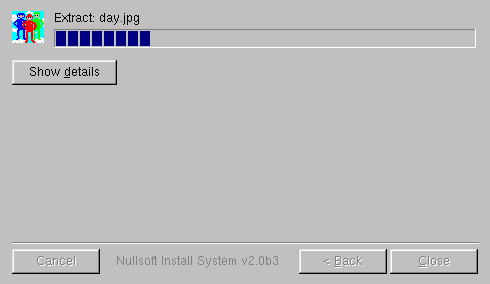 Extract: day.jpg
Show details
Cancel
Nullsoft Install System v2.0b3
< Back
Close